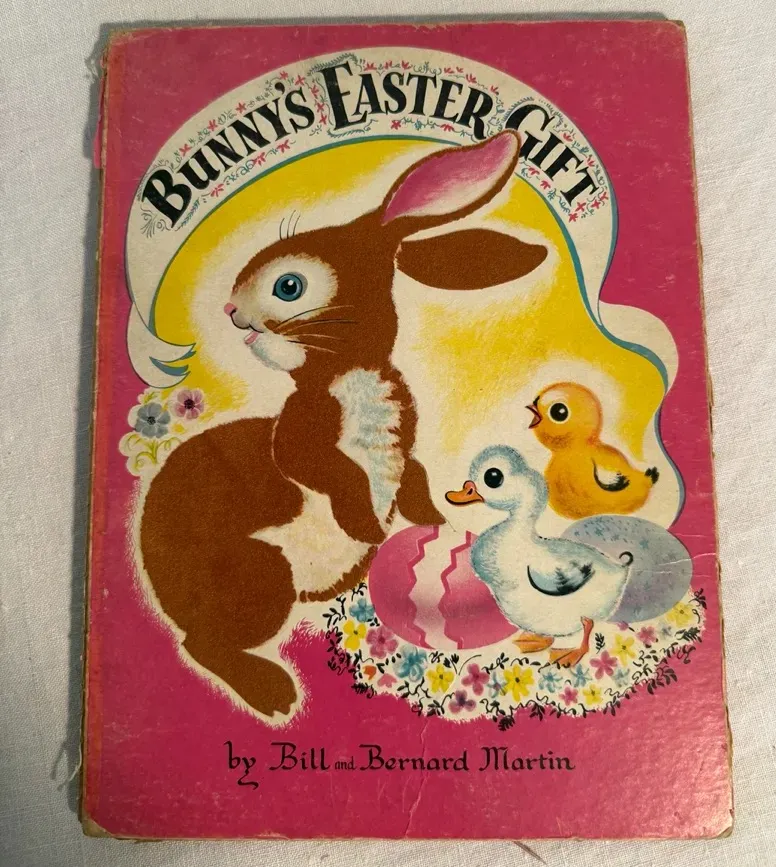 BUNNY'S EASTER GIFT
by Bill and Bernard Martin